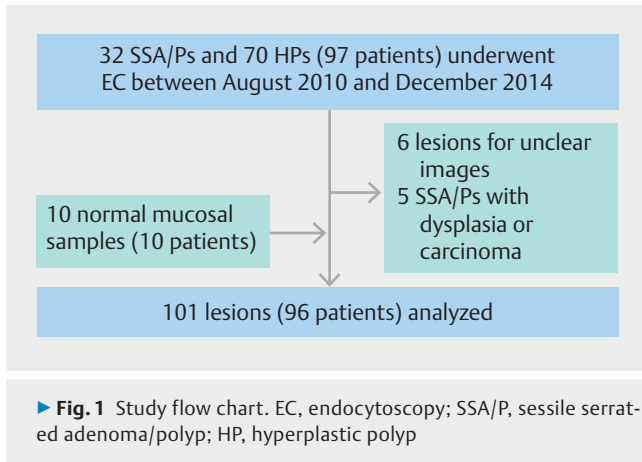 32 SSA/Ps and 70 HPs (97 patients) underwent
EC between August 2010 and December 2014
6 lesions for unclear
images
5 SSA/Ps with
dysplasia or
carcinoma
10 normal mucosal
samples (10 patients)
101 lesions (96 patients) analyzed
▶ Fig. 1 Study flow chart. EC, endocytoscopy; SSA/P, sessile serrat-
ed adenoma/polyp; HP, hyperplastic polyp